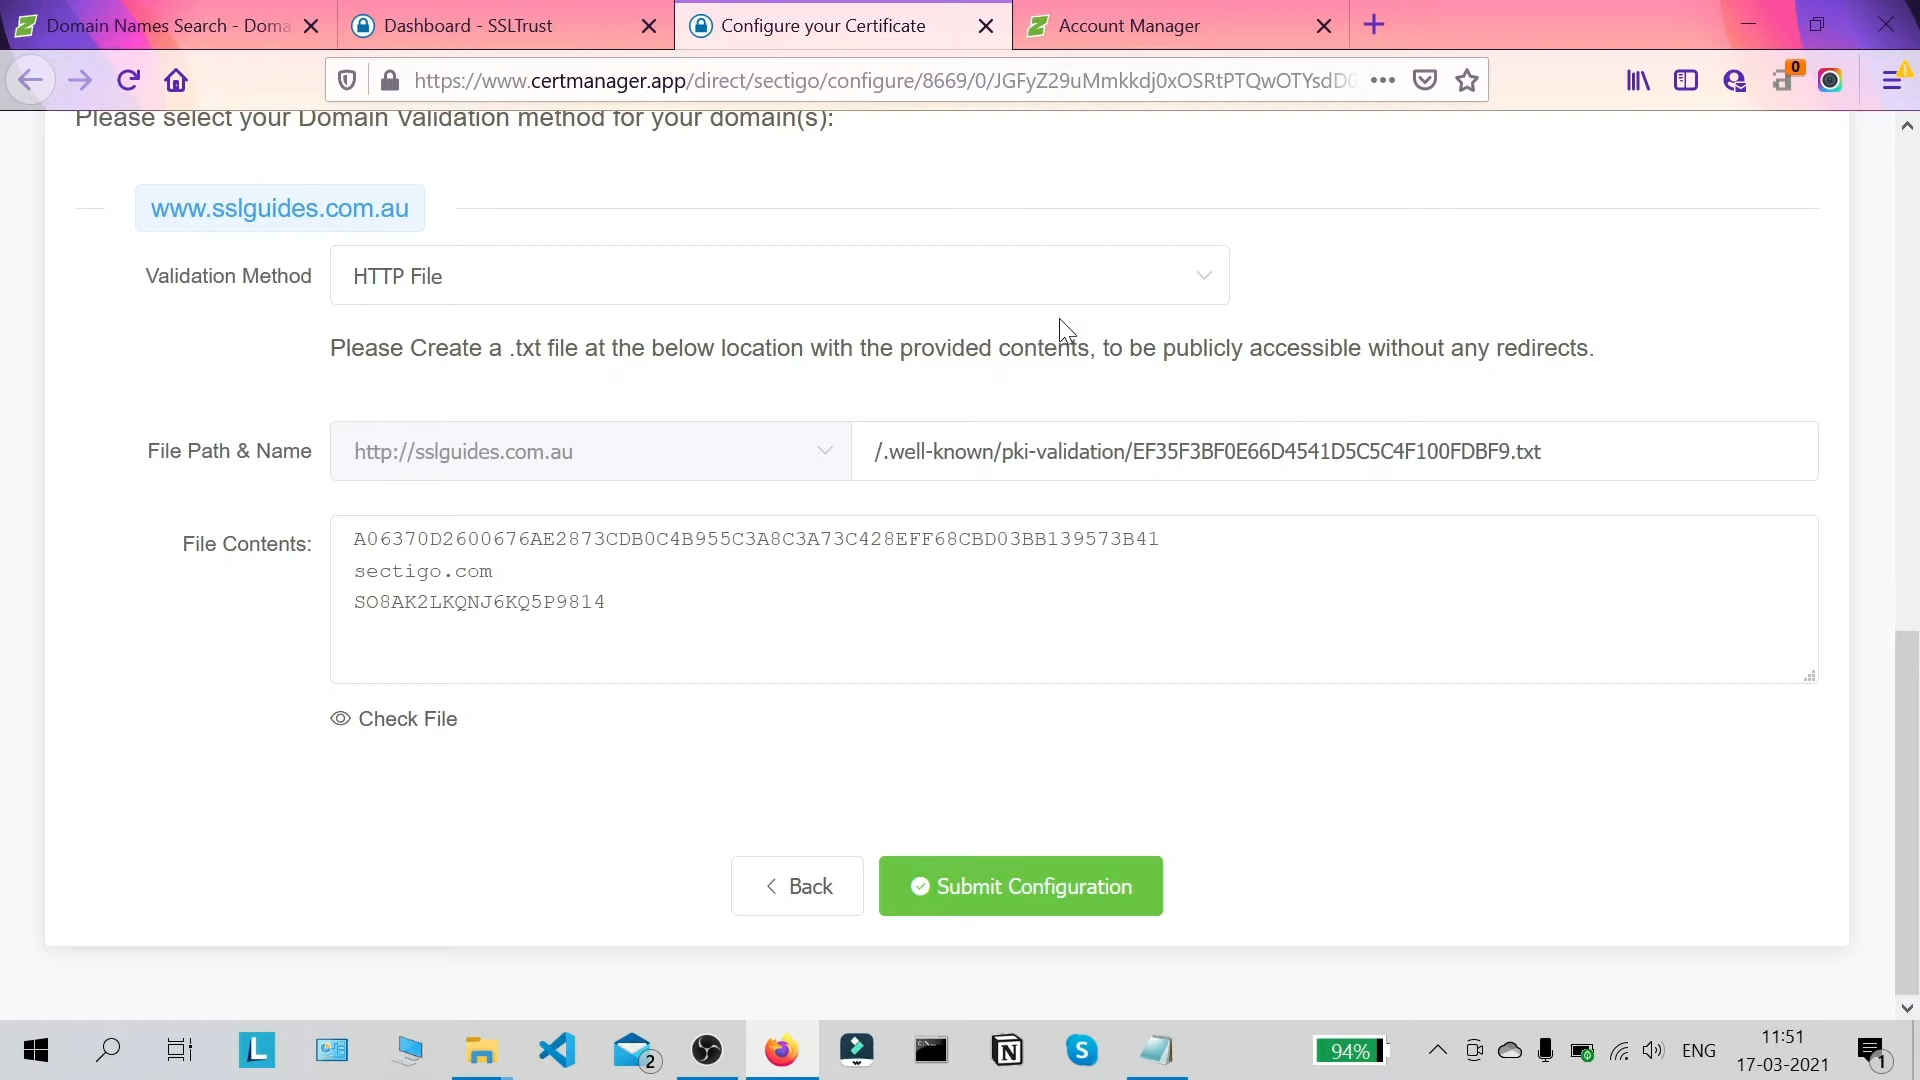 Domain Names Search - Doma
Dashboard - SSLTrust
Configure your Certificate
Account Manager
https://www.certmanager.app/direct/sectigo/configure/8669/0/JGFyZ29uMmkkdj0xOSRtPTQwOTYsdD0
0
Please select your Domain Validation method for your domain(s):
www.sslguides.com.au
Validation Method
HTTP File
Please Create a .txt file at the below location with the provided contents, to be publicly accessible without any redirects.
File Path & Name
http://sslguides.com.au
/.well-known/pki-validation/EF35F3BF0E66D4541D5C5C4F100FDBF9.txt
File Contents:
A06370D2600676AE2873CDB0C4B955C3A8C3A73C428EFF68CBD03BB139573B41
sectigo.com
SO8AK2LKQNJ6KQ5P9814
Check File
Back
Submit Configuration
L
2
N
S
94%
ENG
11:51
17-03-2021
1